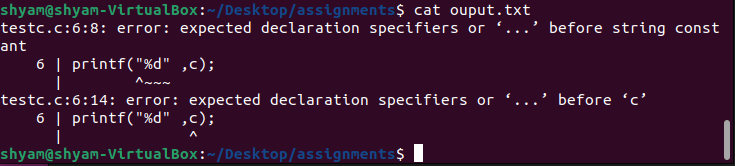 shyam@shyam-VirtualBox:~/Desktop/assignments$ cat ouput.txt
testc.c:6:8: error: expected declaration specifiers or ‘...’ before string const
ant
    6 | printf("%d" ,c);
      |        ^~~~
testc.c:6:14: error: expected declaration specifiers or ‘...’ before ‘c’
    6 | printf("%d" ,c);
      |              ^
shyam@shyam-VirtualBox:~/Desktop/assignments$